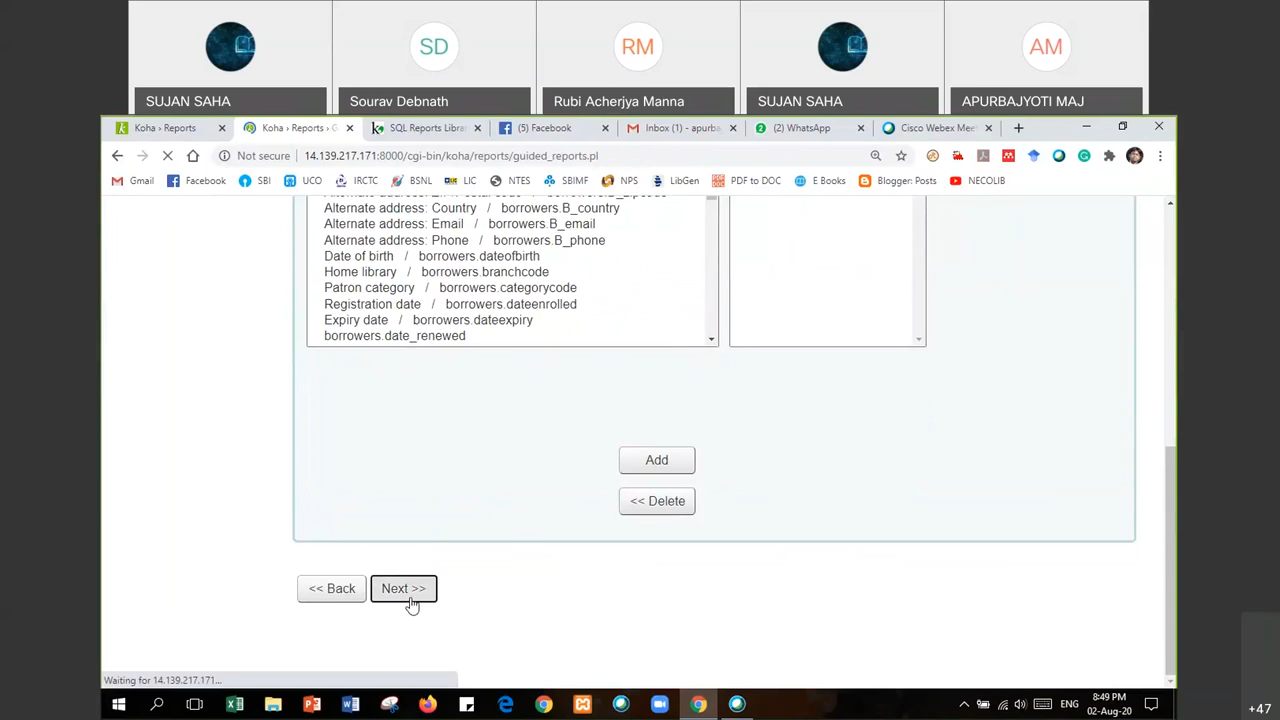 SD
RM
AM
SUJAN SAHA
Sourav Debnath
Rubi Acherjya Manna
SUJAN SAHA
APURBAJYOTI MAJ
Koha › Reports
Koha › Reports › G
SQL Reports Libra
(5) Facebook
Inbox (1) - apurba
(2) WhatsApp
Cisco Webex Meet
Not secure
14.139.217.171:8000/cgi-bin/koha/reports/guided_reports.pl
Gmail
Facebook
SBI
UCO
IRCTC
BSNL
LIC
NTES
SBIMF
NPS
LibGen
PDF to DOC
E Books
Blogger: Posts
NECOLIB
Alternate address: Country / borrowers.B_country
Alternate address: Email / borrowers.B_email
Alternate address: Phone / borrowers.B_phone
Date of birth / borrowers.dateofbirth
Home library / borrowers.branchcode
Patron category / borrowers.categorycode
Registration date / borrowers.dateenrolled
Expiry date / borrowers.dateexpiry
borrowers.date_renewed
Add
<< Delete
<< Back
Next >>
Waiting for 14.139.217.171...
ENG
8:49 PM
02-Aug-20
+47